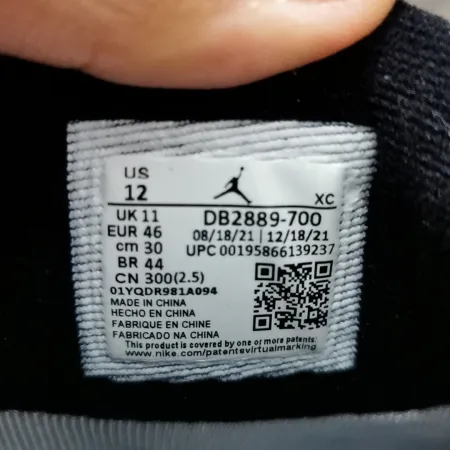 US
12
XC
UK 11
DB2889-700
EUR 46
08/18/21 | 12/18/21
cm 30
UPC 00195866139237
BR 44
CN 300(2.5)
01YQDR981A094
MADE IN CHINA
HECHO EN CHINA
FABRIQUE EN CHINE
FABRICADO NA CHINA
This product is covered by one or more patents. See
www.nike.com/patentsvirtualmarking